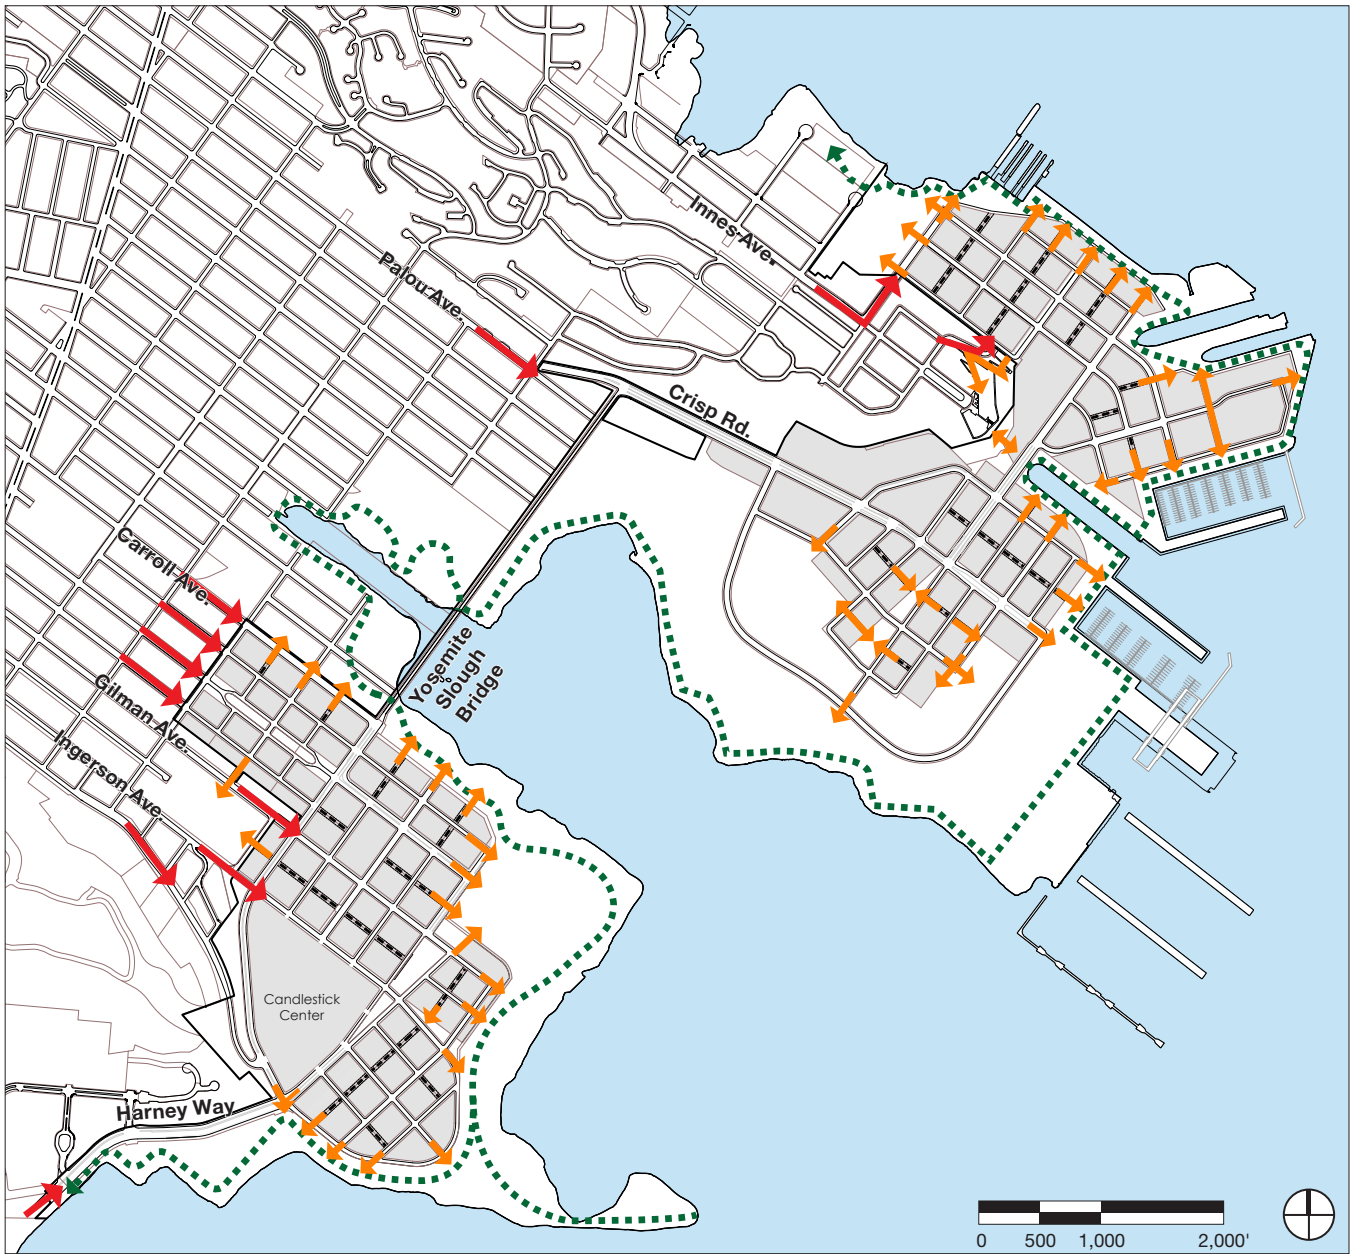 Innes Ave.
Palou Ave.
Crisp Rd.
Carroll Ave.
Yosemite
Slough
Bridge
Gilman Ave.
Ingerson Ave.
Candlestick
Center
Harney Way
0 500 1,000 2,000'